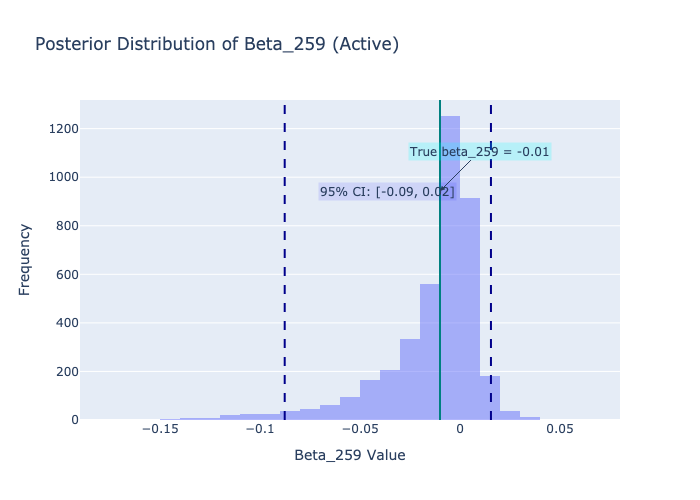 Posterior Distribution of Beta_259 (Active)
1200
1000
800
600
400
200
0
Frequency
True beta_259 = -0.01
95% CI: [-0.09, 0.02]
−0.15
−0.1
−0.05
0
0.05
Beta_259 Value